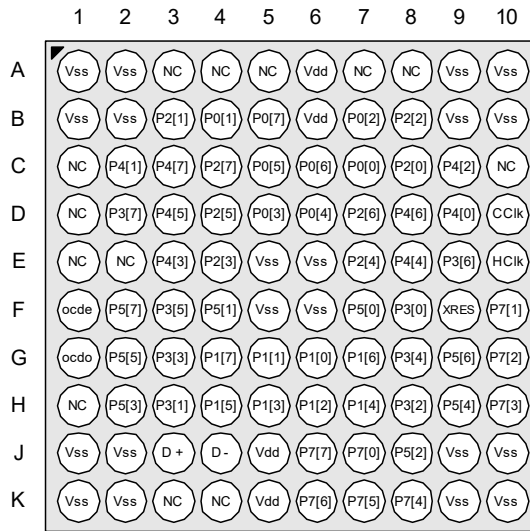 1 2 3 4 5 6 7 8 9 10
A Vss Vss NC NC NC Vdd NC NC Vss Vss
B Vss Vss P2[1] P0[1] P0[7] Vdd P0[2] P2[2] Vss Vss
C NC P4[1] P4[7] P2[7] P0[5] P0[6] P0[0] P2[0] P4[2] NC
D NC P3[7] P4[5] P2[5] P0[3] P0[4] P2[6] P4[6] P4[0] CClk
E NC NC P4[3] P2[3] Vss Vss P2[4] P4[4] P3[6] HClk
F ocde P5[7] P3[5] P5[1] Vss Vss P5[0] P3[0] XRES P7[1]
G ocdo P5[5] P3[3] P1[7] P1[1] P1[0] P1[6] P3[4] P5[6] P7[2]
H NC P5[3] P3[1] P1[5] P1[3] P1[2] P1[4] P3[2] P5[4] P7[3]
J Vss Vss D + D - Vdd P7[7] P7[0] P5[2] Vss Vss
K Vss Vss NC NC Vdd P7[6] P7[5] P7[4] Vss Vss